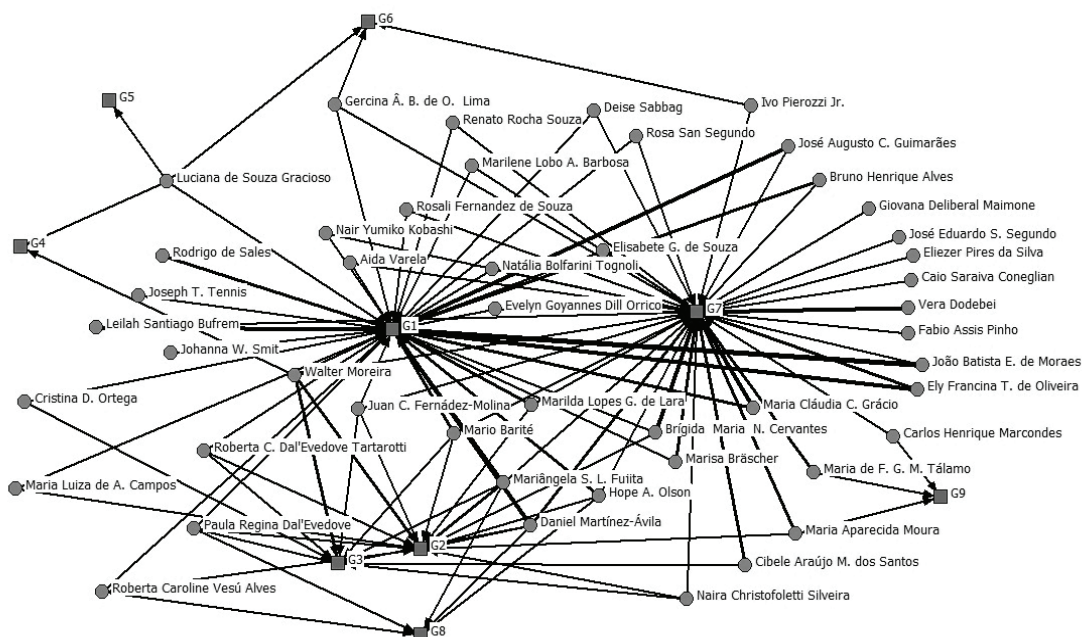 G6
G5
Gercina Â. B. de O. Lima
Deise Sabbag
Ivo Pierozzi Jr.
Renato Rocha Souza
Rosa San Segundo
José Augusto C. Guimarães
Marilene Lobo A. Barbosa
Luciana de Souza Gracioso
Bruno Henrique Alves
Rosali Fernandez de Souza
Giovana Deliberal Maimone
Nair Yumiko Kobashi
G4
José Eduardo S. Segundo
Rodrigo de Sales
Elisabete G. de Souza
Eliezer Pires da Silva
Aida Varela
Natália Bolfarini Tognoli
Caio Saraiva Coneglian
Joseph T. Tennis
Evelyn Goyannes Dill Orrico
G7
Vera Dodebei
Leilah Santiago Bufrem
G1
Fabio Assis Pinho
Johanna W. Smit
João Batista E. de Moraes
Walter Moreira
Ely Francina T. de Oliveira
Cristina D. Ortega
Juan C. Fernádez-Molina
Marilda Lopes G. de Lara
Maria Cláudia C. Grácio
Mario Barité
Brígida Maria N. Cervantes
Carlos Henrique Marcondes
Roberta C. Dal'Evedove Tartarotti
Marisa Bräscher
Maria de F. G. M. Tálamo
Maria Luiza de A. Campos
Mariângela S. L. Fujita
Hope A. Olson
G9
Paula Regina Dal'Evedove
Daniel Martínez-Ávila
Maria Aparecida Moura
G2
G3
Cibele Araújo M. dos Santos
Roberta Caroline Vesú Alves
Naira Christofoletti Silveira
G8